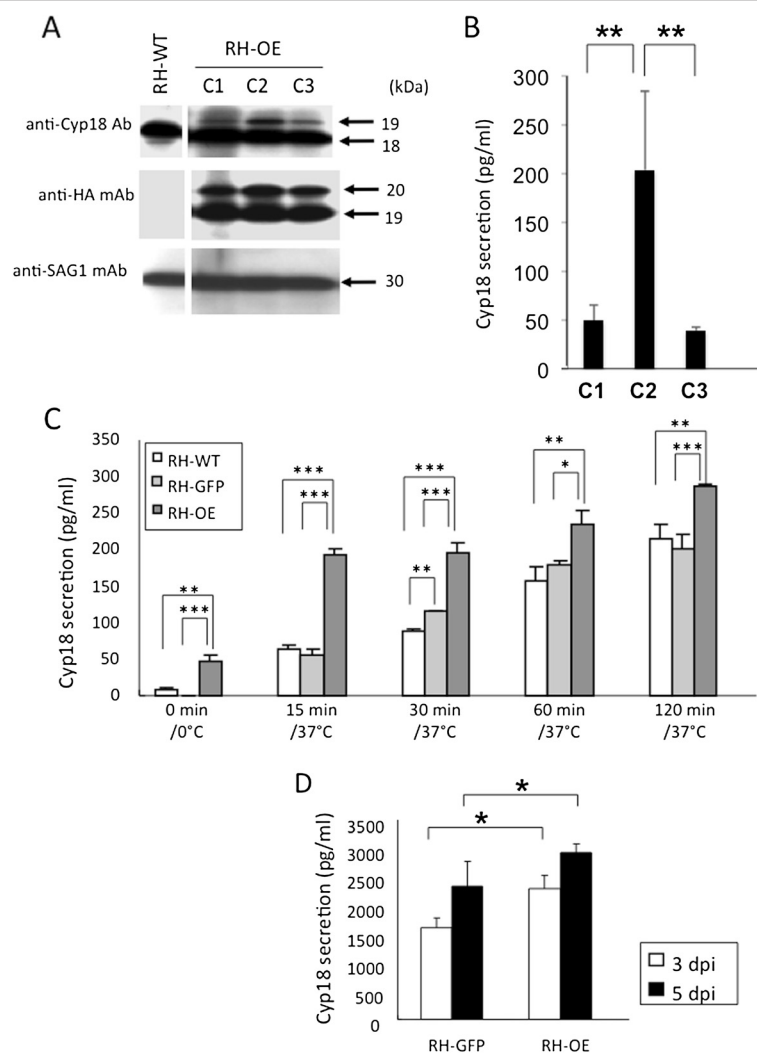 A
RH-WT
RH-OE
C1 C2 C3 (kDa)
anti-Cyp18 Ab
19
18
anti-HA mAb
20
19
anti-SAG1 mAb
30
B
** **
Cyp18 secretion (pg/ml)
300
250
200
150
100
50
0
C1 C2 C3
C
Cyp18 secretion (pg/ml)
350
300
250
200
150
100
50
0
RH-WT
RH-GFP
RH-OE
**
***
***
***
***
***
**
**
*
**
***
0 min 15 min 30 min 60 min 120 min
/0°C /37°C /37°C /37°C /37°C
D
*
*
Cyp18 secretion (pg/ml)
3500
3000
2500
2000
1500
1000
500
0
3 dpi
5 dpi
RH-GFP RH-OE